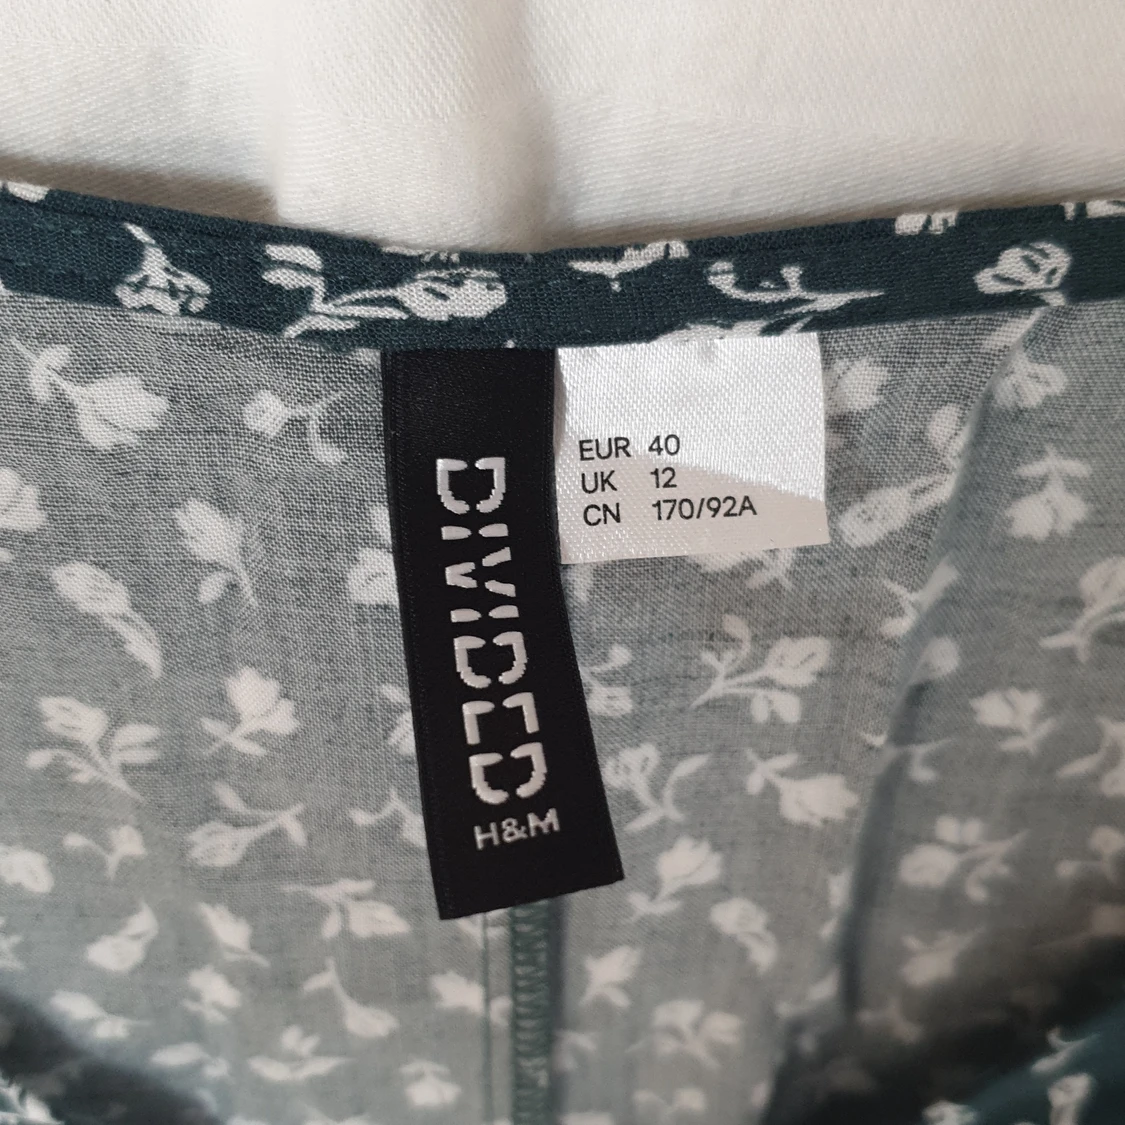 DIVIDED
H&M
EUR 40
UK 12
CN 170/92A